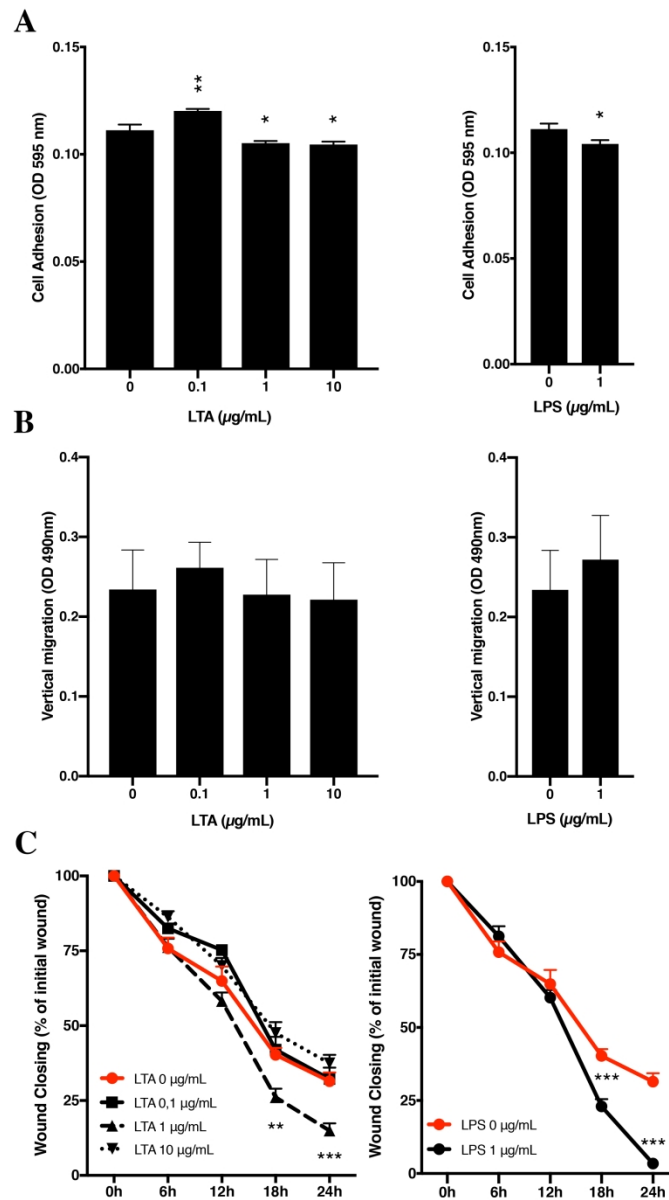 A
Cell Adhesion (OD 595 nm)
0.15
0.10
0.05
0.00
**
*
*
0
0.1
1
10
LTA (µg/mL)
Cell Adhesion (OD 595 nm)
0.15
0.10
0.05
0.00
*
0
1
LPS (µg/mL)
B
Vertical migration (OD 490nm)
0.4
0.3
0.2
0.1
0.0
0
0.1
1
10
LTA (µg/mL)
Vertical migration (OD 490nm)
0.4
0.3
0.2
0.1
0.0
0
1
LPS (µg/mL)
C
Wound Closing (% of initial wound)
100
75
50
25
0
LTA 0 µg/mL
LTA 0,1 µg/mL
LTA 1 µg/mL
LTA 10 µg/mL
**
***
0h
6h
12h
18h
24h
Wound Closing (% of initial wound)
100
75
50
25
0
***
***
LPS 0 µg/mL
LPS 1 µg/mL
0h
6h
12h
18h
24h